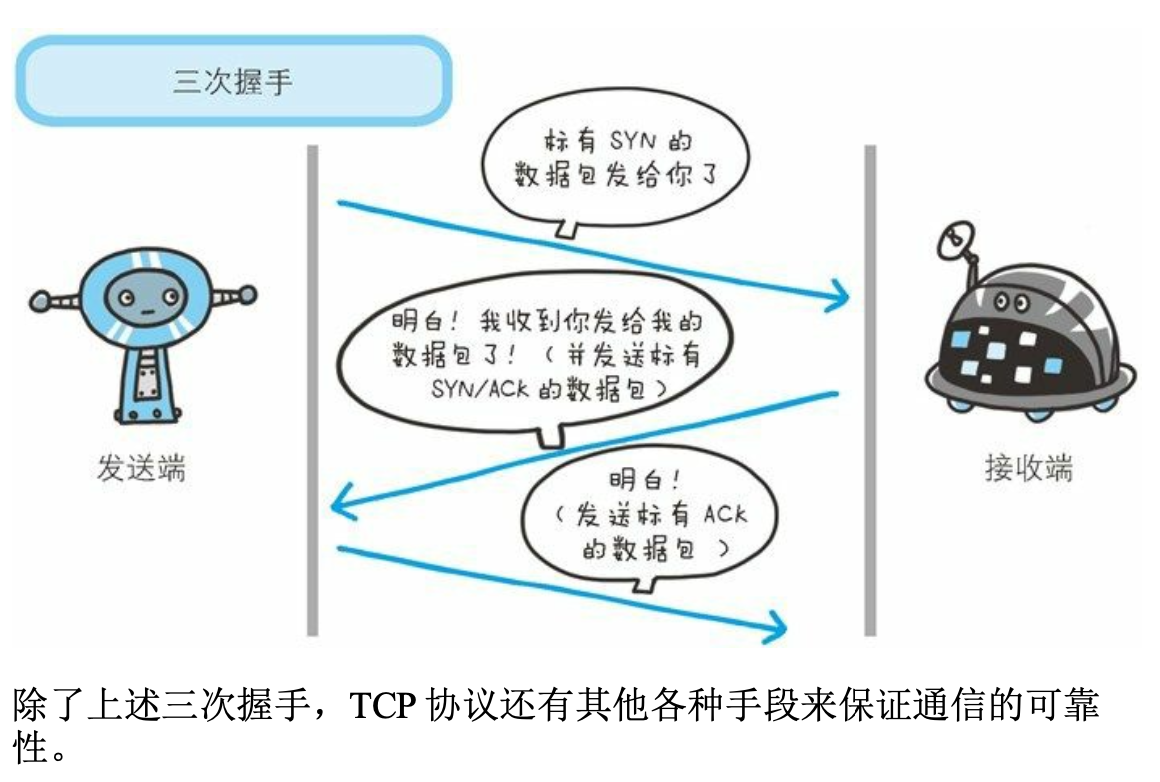 三次握手
标有 SYN 的
数据包发给你了
明白！我收到你发给我的
数据包了！（并发送标有
SYN/ACK 的数据包）
发送端
接收端
明白！
（发送标有 ACK
的数据包 ）
除了上述三次握手，TCP 协议还有其他各种手段来保证通信的可靠
性。